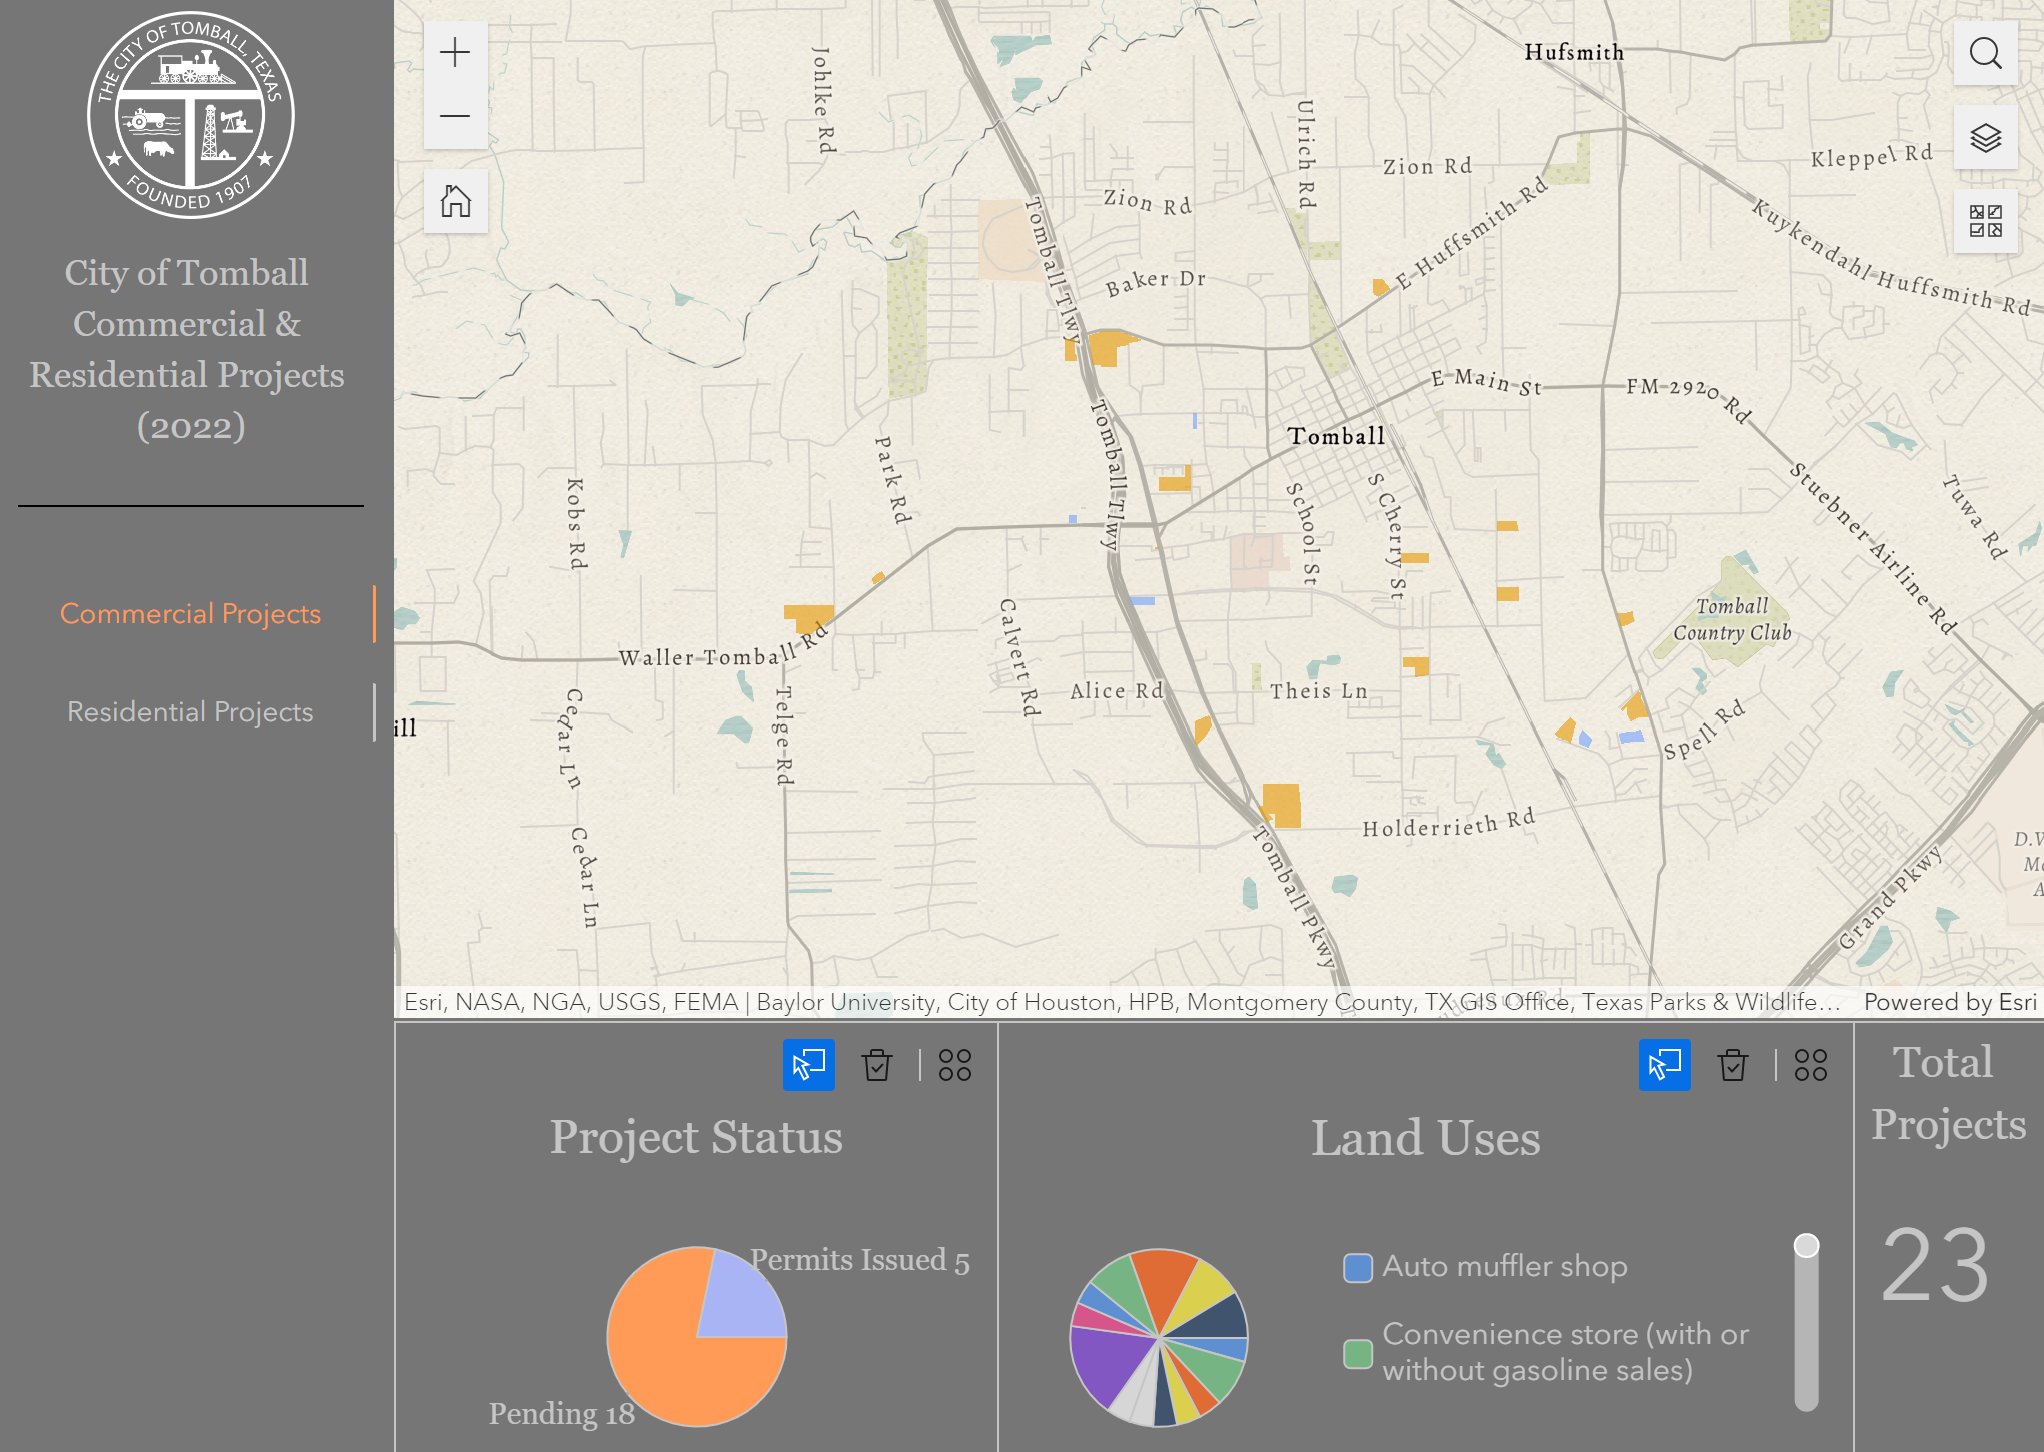 THE CITY OF TOMBALL, TEXAS
FOUNDED 1907
City of Tomball
Commercial &
Residential Projects
(2022)
Commercial Projects
Residential Projects
Hufsmith
Johlke Rd
Ulrich Rd
Zion Rd
Kleppel Rd
Zion Rd
Tomball Tlwy
E Huffsmith Rd
Kuykendahl Huffsmith Rd
Baker Dr
E Main St
FM 2920 Rd
Tomball
Tomball Tlwy
Park Rd
Kobs Rd
School St
S Cherry St
Stuebner Airline Rd
Tuwa Rd
Tomball
Country Club
Calvert Rd
Waller Tomball Rd
Alice Rd
Theis Ln
Telge Rd
Cedar Ln
ill
Spell Rd
Holderrieth Rd
Cedar Ln
Tomball Pkwy
Grand Pkwy
D.W
Me
A
Esri, NASA, NGA, USGS, FEMA | Baylor University, City of Houston, HPB, Montgomery County, TX GIS Office, Texas Parks & Wildlife...
Powered by Esri
Project Status
Permits Issued 5
Pending 18
Land Uses
Auto muffler shop
Convenience store (with or
without gasoline sales)
Total
Projects
23